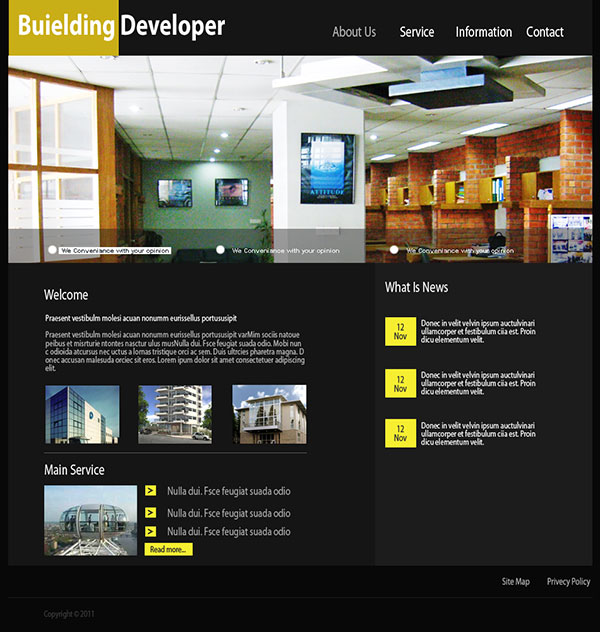 Buielding Developer
About Us Service Information Contact
ATTITUDE
We Conveniance with your opinion We Conveniance with your opinion We Conveniance with your opinion
Welcome
Praesent vestibulm molesi acuan nonumm eurissellus portususipit
Praesent vestibulm molesi acuan nonumm eurissellus portususipit varMim sociis natoue
peibus et misrturie ntontes nasctur ulus musNulla dui. Fsce feugiat suada odio. Mobi nun
c odioida atcursus nec uctus a lomas tristique orci ac sem. Duis ultrcies pharetra magna. D
onec accusan malesuda orciec sit eros. Lorem ipum dolor sit amet consectetuer adipiscing
elit.
Main Service
> Nulla dui. Fsce feugiat suada odio
> Nulla dui. Fsce feugiat suada odio
> Nulla dui. Fsce feugiat suada odio
Read more...
What Is News
12
Nov
Donec in velit velvin ipsum auctulvinari
ullamcorper et festibulum ciia est. Proin
dicu elementum velit.
12
Nov
Donec in velit velvin ipsum auctulvinari
ullamcorper et festibulum ciia est. Proin
dicu elementum velit.
12
Nov
Donec in velit velvin ipsum auctulvinari
ullamcorper et festibulum ciia est. Proin
dicu elementum velit.
Site Map Privecy Policy
Copyright © 2011